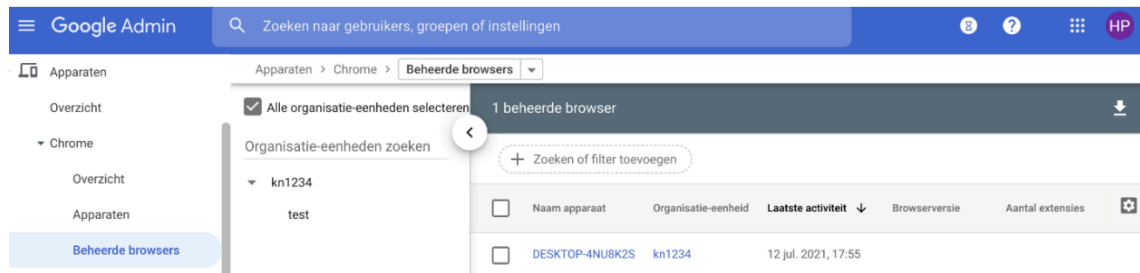 Google Admin
Zoeken naar gebruikers, groepen of instellingen
8
?
HP
Apparaten
Overzicht
Chrome
Overzicht
Apparaten
Beheerde browsers
Apparaten > Chrome > Beheerde browsers
Alle organisatie-eenheden selecteren
Organisatie-eenheden zoeken
kn1234
test
1 beheerde browser
+ Zoeken of filter toevoegen
Naam apparaat Organisatie-eenheid Laatste activiteit ↓ Browserversie Aantal extensies
DESKTOP-4NU8K2S kn1234 12 jul. 2021, 17:55